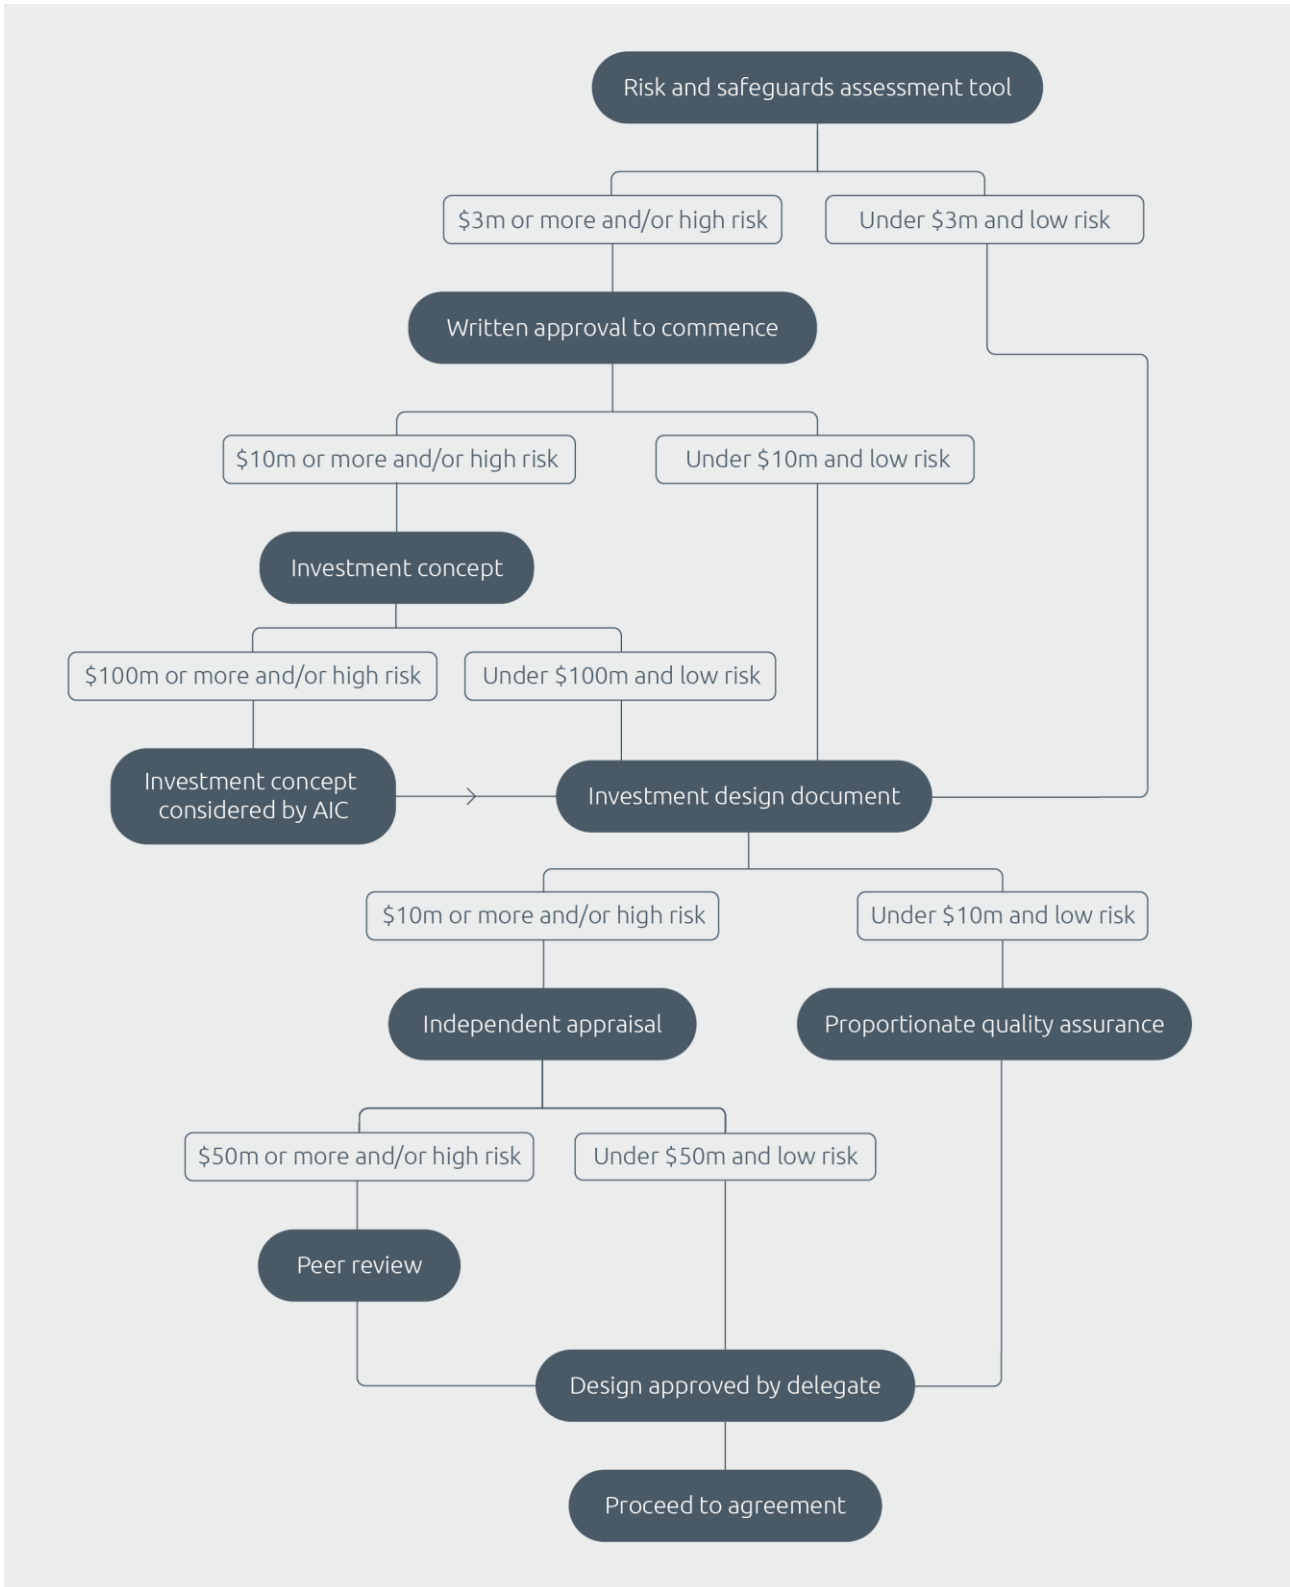 Risk and safeguards assessment tool
$3m or more and/or high risk
Under $3m and low risk
Written approval to commence
$10m or more and/or high risk
Under $10m and low risk
Investment concept
$100m or more and/or high risk
Under $100m and low risk
Investment concept
considered by AIC
Investment design document
$10m or more and/or high risk
Under $10m and low risk
Independent appraisal
Proportionate quality assurance
$50m or more and/or high risk
Under $50m and low risk
Peer review
Design approved by delegate
Proceed to agreement